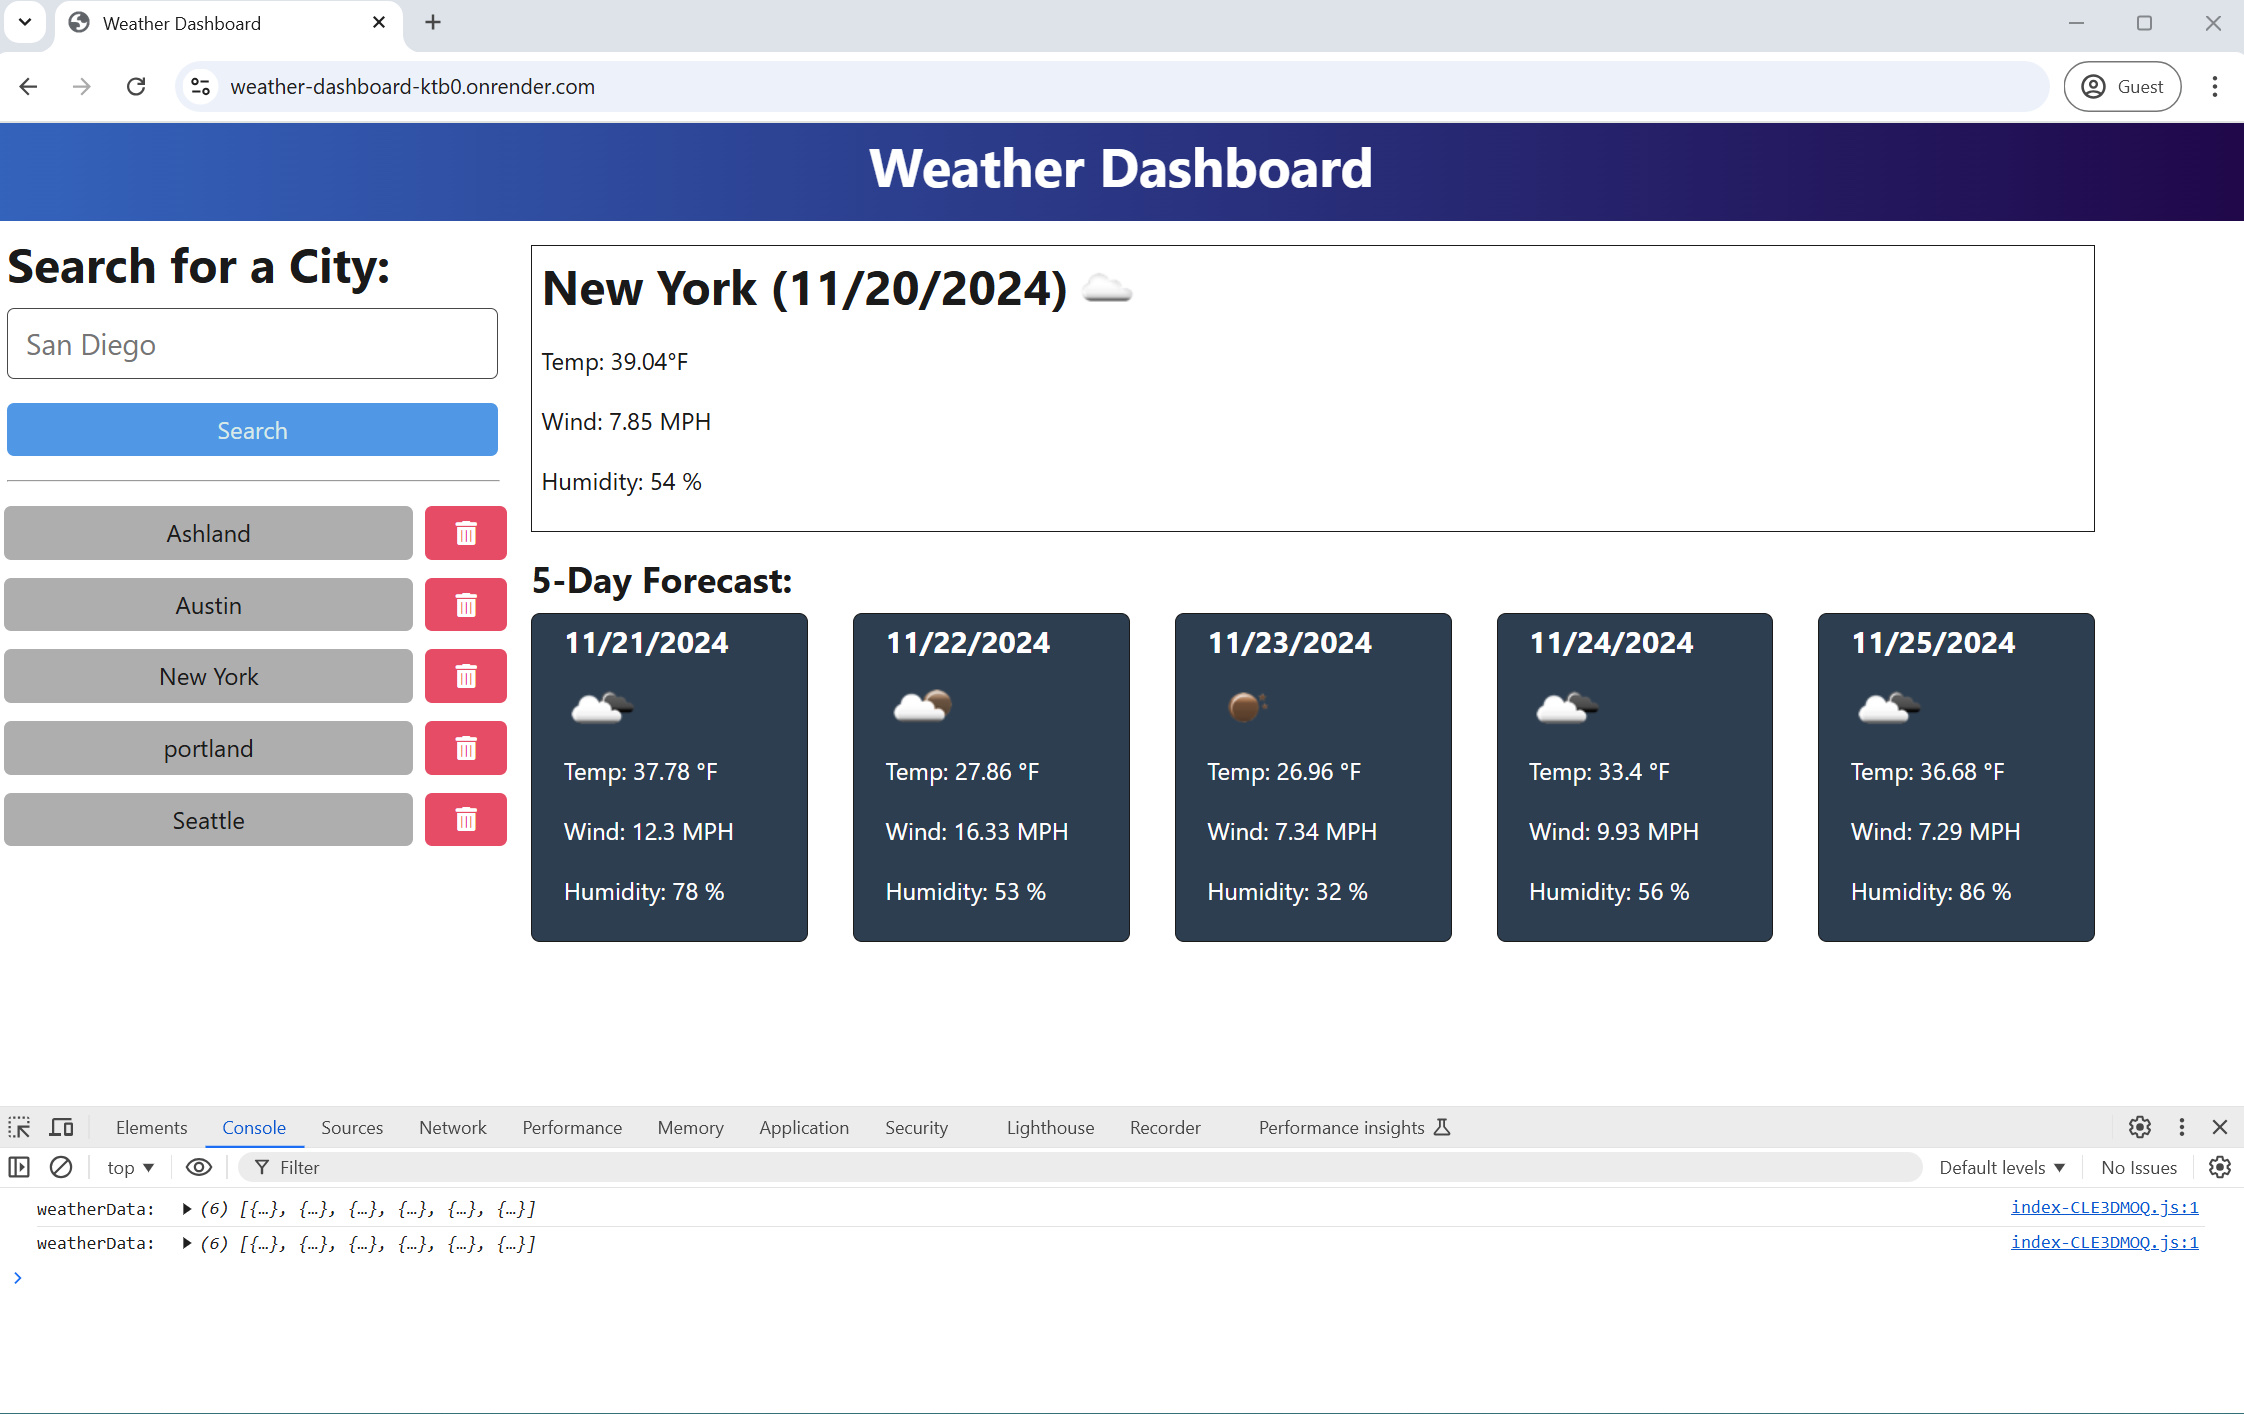 Weather Dashboard
weather-dashboard-ktb0.onrender.com
Guest
Weather Dashboard
Search for a City:
San Diego
Search
Ashland
Austin
New York
portland
Seattle
New York (11/20/2024)
Temp: 39.04°F
Wind: 7.85 MPH
Humidity: 54 %
5-Day Forecast:
11/21/2024
Temp: 37.78 °F
Wind: 12.3 MPH
Humidity: 78 %
11/22/2024
Temp: 27.86 °F
Wind: 16.33 MPH
Humidity: 53 %
11/23/2024
Temp: 26.96 °F
Wind: 7.34 MPH
Humidity: 32 %
11/24/2024
Temp: 33.4 °F
Wind: 9.93 MPH
Humidity: 56 %
11/25/2024
Temp: 36.68 °F
Wind: 7.29 MPH
Humidity: 86 %
Elements Console Sources Network Performance Memory Application Security Lighthouse Recorder Performance insights
top Filter Default levels No Issues
weatherData: (6) [{…}, {…}, {…}, {…}, {…}, {…}] index-CLE3DMOQ.js:1
weatherData: (6) [{…}, {…}, {…}, {…}, {…}, {…}] index-CLE3DMOQ.js:1